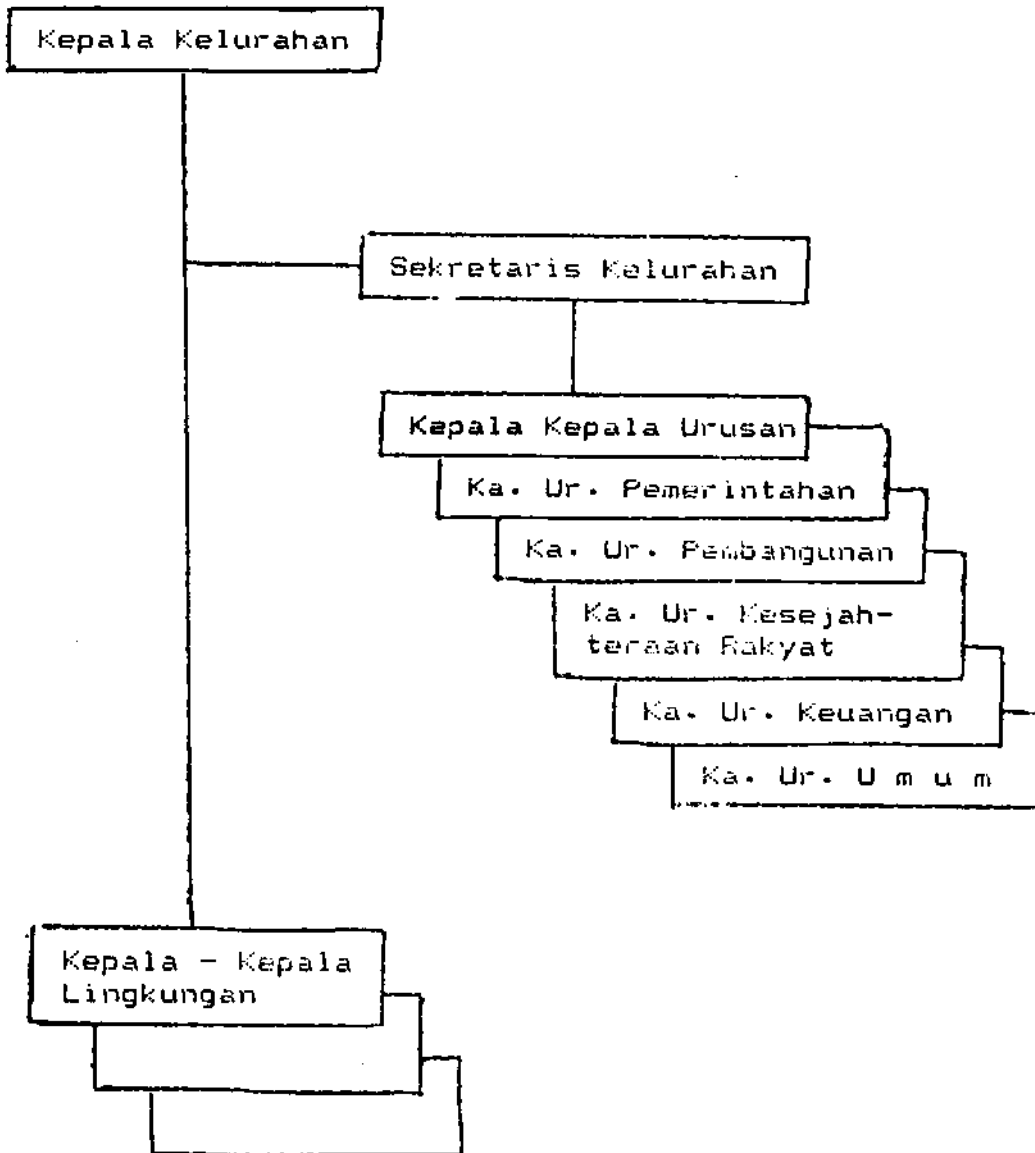 Kepala Kelurahan
Sekretaris Kelurahan
Kepala Kepala Urusan
Ka. Ur. Pemerintahan
Ka. Ur. Pembangunan
Ka. Ur. Kesejah-
teraan Rakyat
Ka. Ur. Keuangan
Ka. Ur. U m u m
Kepala - Kepala
Lingkungan